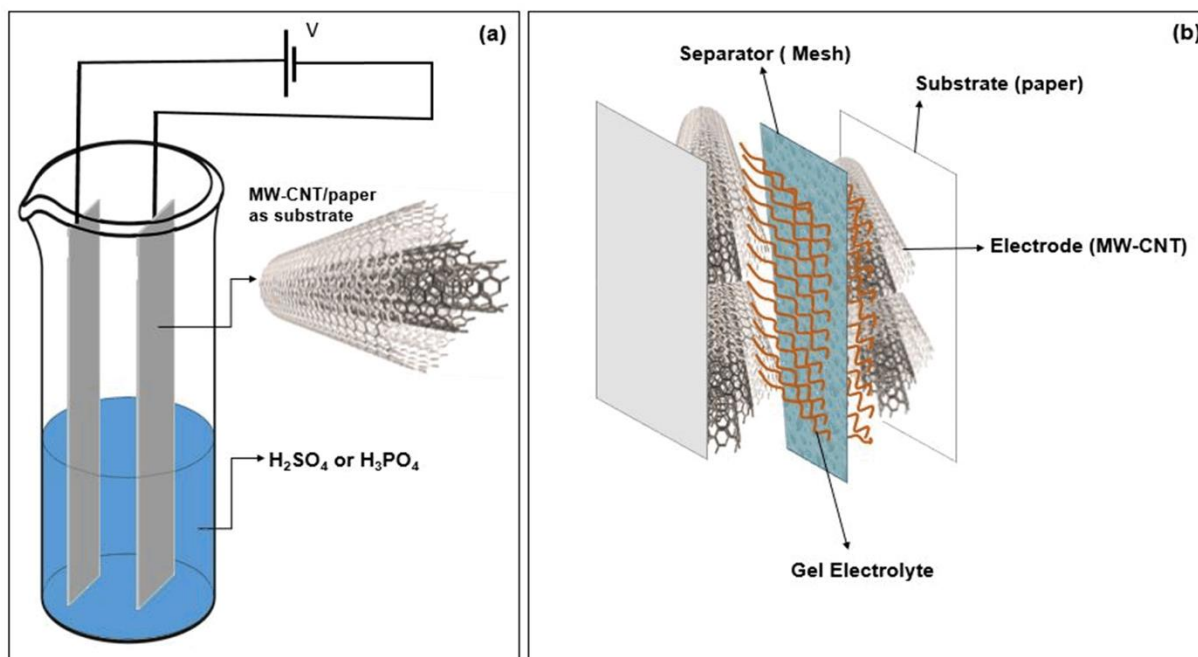 V
(a)
MW-CNT/paper
as substrate
H₂SO₄ or H₃PO₄
(b)
Separator ( Mesh)
Substrate (paper)
Electrode (MW-CNT)
Gel Electrolyte